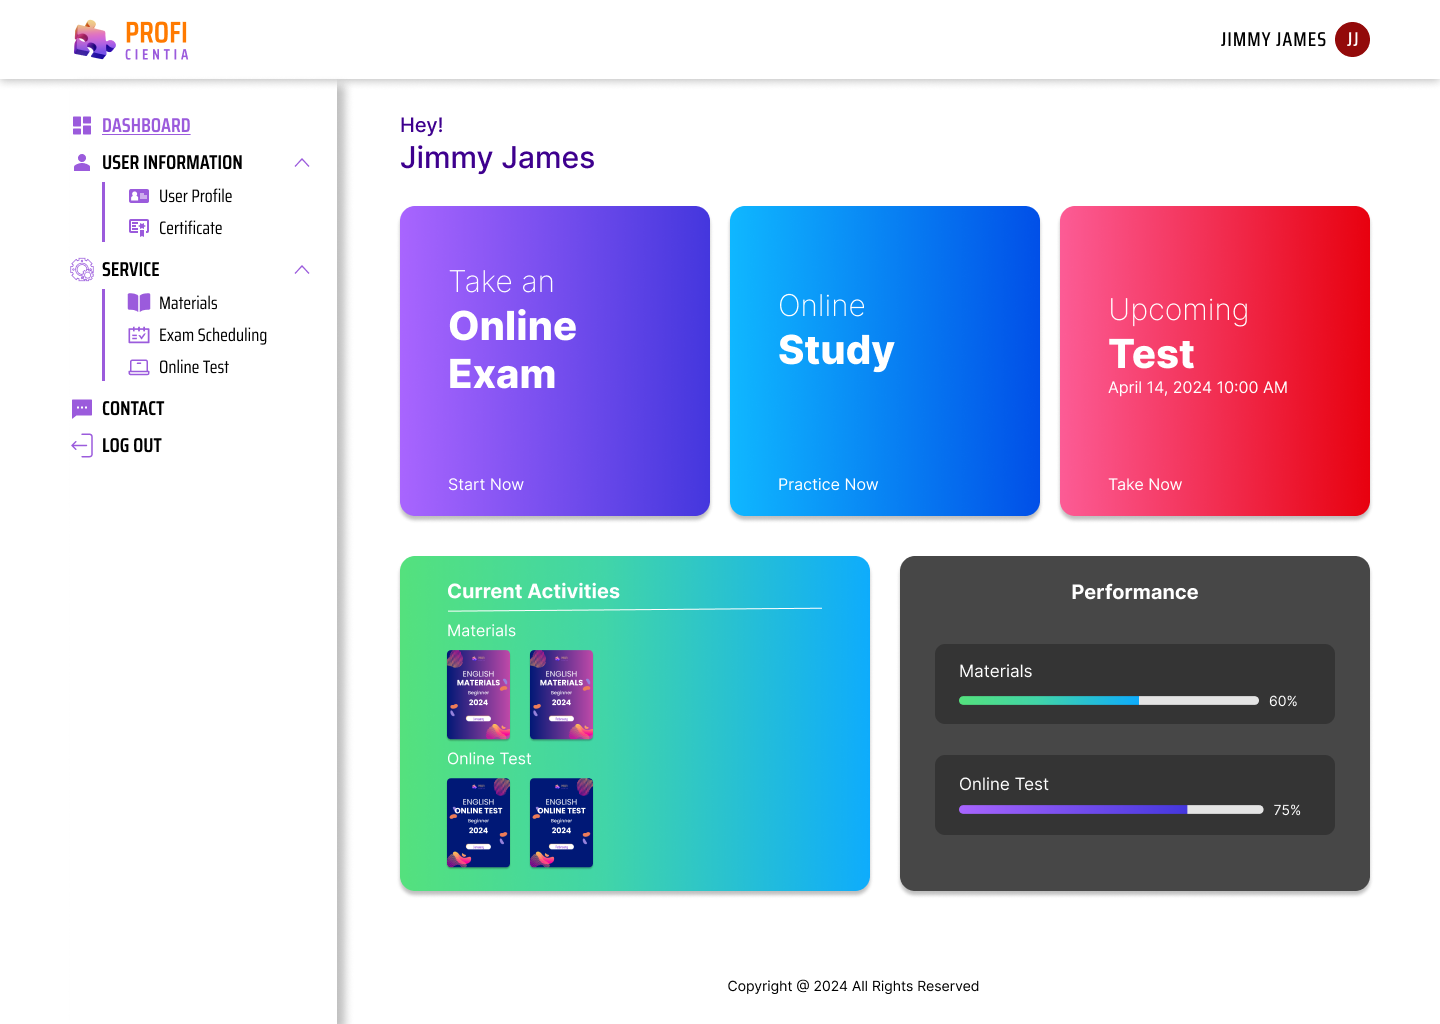 PROFI
CIENTIA
JIMMY JAMES
JJ
DASHBOARD
USER INFORMATION
User Profile
Certificate
SERVICE
Materials
Exam Scheduling
Online Test
CONTACT
LOG OUT
Hey!
Jimmy James
Take an
Online
Exam
Start Now
Online
Study
Practice Now
Upcoming
Test
April 14, 2024 10:00 AM
Take Now
Current Activities
Materials
ENGLISH
MATERIALS
Beginner
2024
ENGLISH
MATERIALS
Beginner
2024
Online Test
ENGLISH
ONLINE TEST
Beginner
2024
ENGLISH
ONLINE TEST
Beginner
2024
Performance
Materials
60%
Online Test
75%
Copyright @ 2024 All Rights Reserved